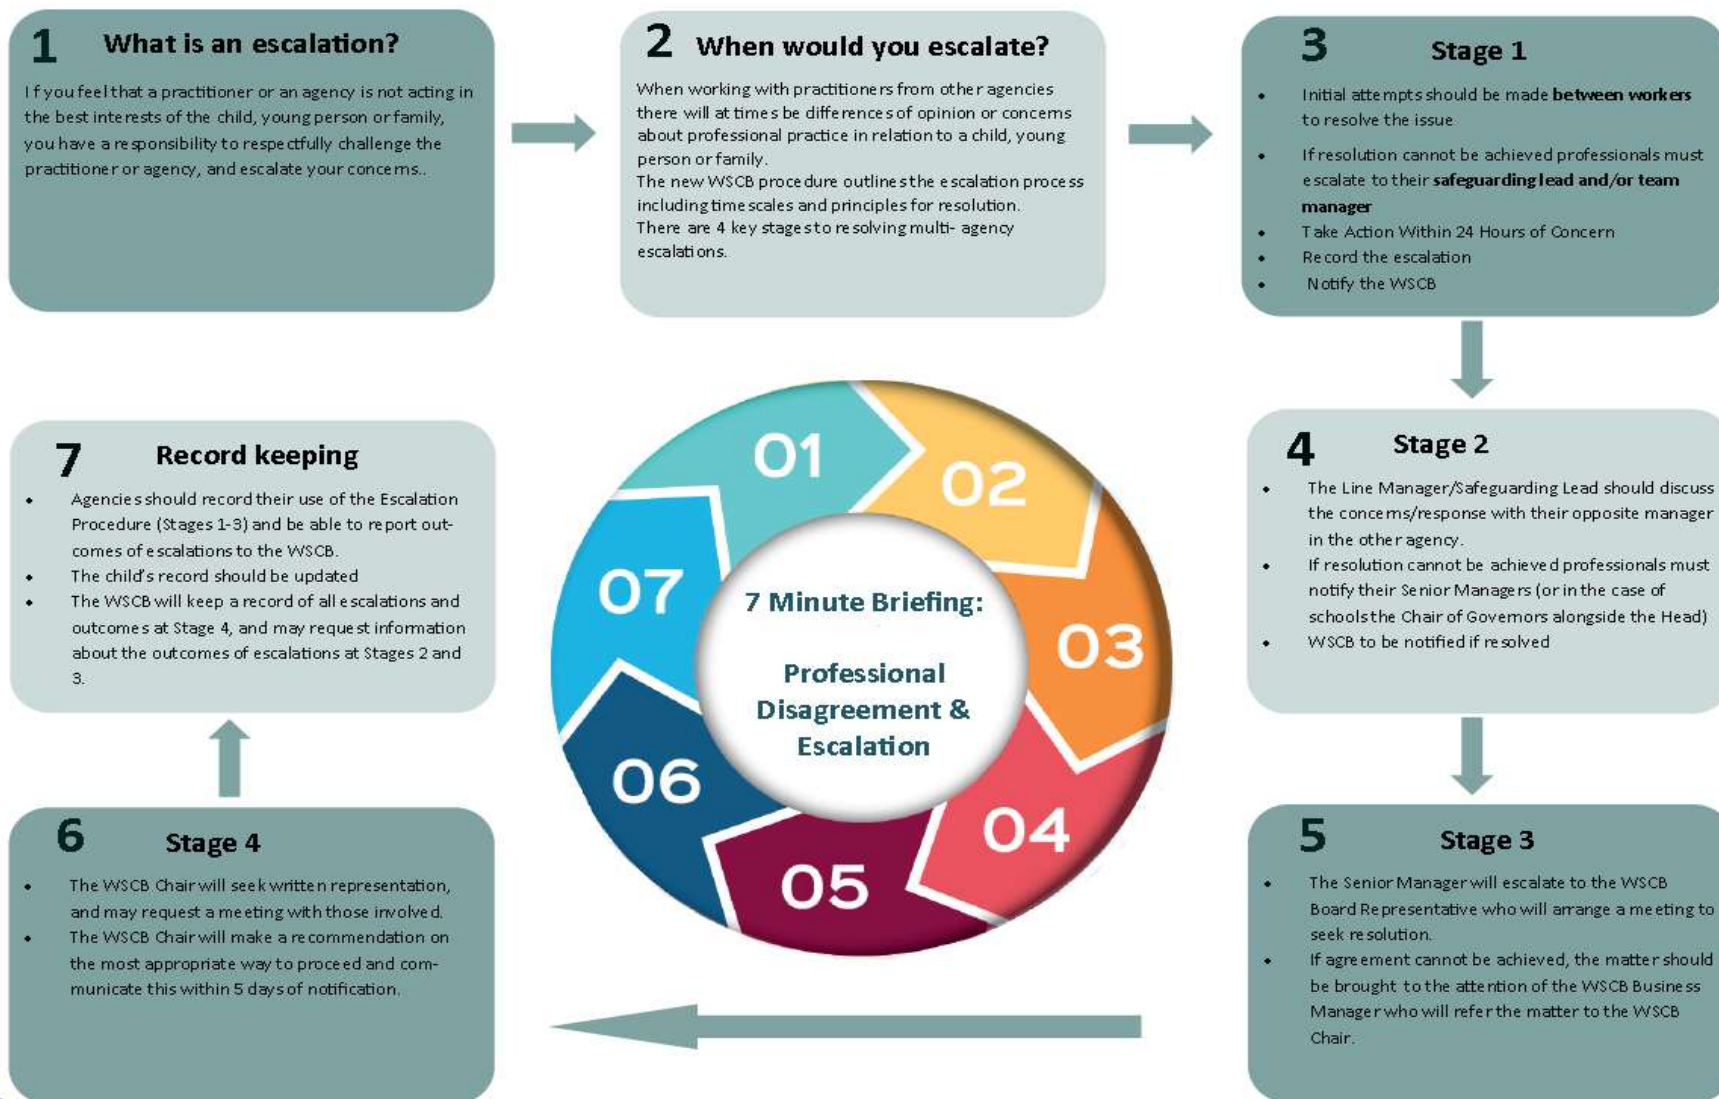 1 What is an escalation?
If you feel that a practitioner or an agency is not acting in
the best interests of the child, young person or family,
you have a responsibility to respectfully challenge the
practitioner or agency, and escalate your concerns..
2 When would you escalate?
When working with practitioners from other agencies
there will at times be differences of opinion or concerns
about professional practice in relation to a child, young
person or family.
The new WSCB procedure outlines the escalation process
including timescales and principles for resolution.
There are 4 key stages to resolving multi- agency
escalations.
3 Stage 1
• Initial attempts should be made between workers
to resolve the issue
• If resolution cannot be achieved professionals must
escalate to their safeguarding lead and/or team
manager
• Take Action Within 24 Hours of Concern
• Record the escalation
• Notify the WSCB
4 Stage 2
• The Line Manager/Safeguarding Lead should discuss
the concerns/response with their opposite manager
in the other agency.
• If resolution cannot be achieved professionals must
notify their Senior Managers (or in the case of
schools the Chair of Governors alongside the Head)
• WSCB to be notified if resolved
5 Stage 3
• The Senior Manager will escalate to the WSCB
Board Representative who will arrange a meeting to
seek resolution.
• If agreement cannot be achieved, the matter should
be brought to the attention of the WSCB Business
Manager who will refer the matter to the WSCB
Chair.
6 Stage 4
• The WSCB Chair will seek written representation,
and may request a meeting with those involved.
• The WSCB Chair will make a recommendation on
the most appropriate way to proceed and com-
municate this within 5 days of notification.
7 Record keeping
• Agencies should record their use of the Escalation
Procedure (Stages 1-3) and be able to report out-
comes of escalations to the WSCB.
• The child's record should be updated
• The WSCB will keep a record of all escalations and
outcomes at Stage 4, and may request information
about the outcomes of escalations at Stages 2 and
3.
01
02
03
04
05
06
07
7 Minute Briefing:
Professional
Disagreement &
Escalation